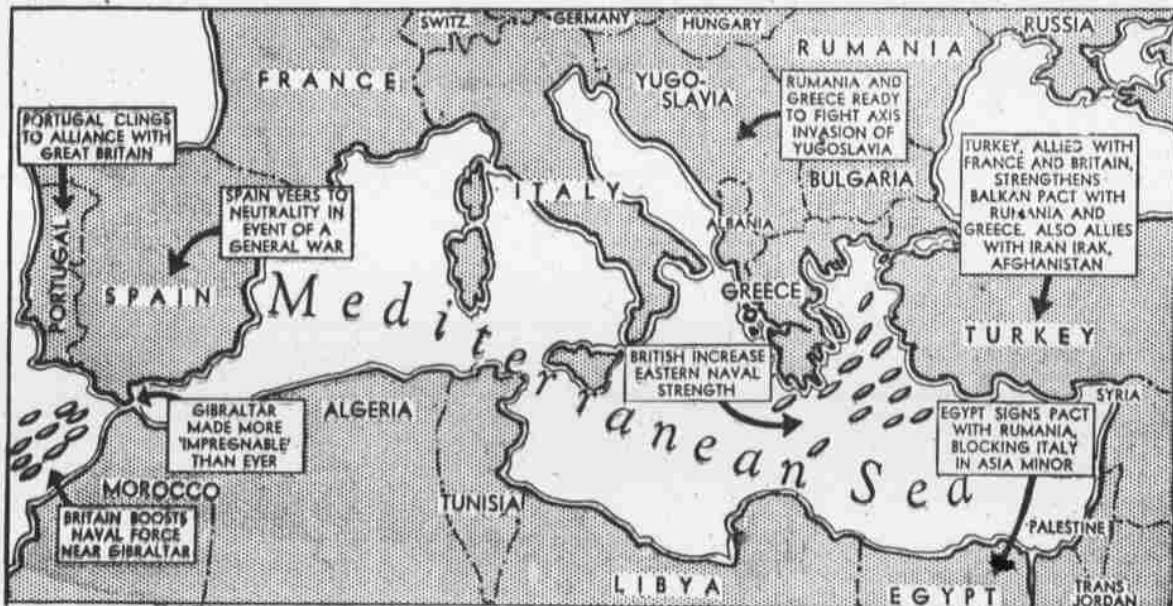 SWITZ.
GERMANY
HUNGARY
RUMANIA
RUSSIA
FRANCE
YUGO-
SLAVIA
RUMANIA AND
GREECE READY
TO FIGHT AXIS
INVASION OF
YUGOSLAVIA
PORTUGAL CLINGS
TO ALLIANCE WITH
GREAT BRITAIN
TURKEY, ALLIED WITH
FRANCE AND BRITAIN,
STRENGTHENS
BALKAN PACT WITH
RUMANIA AND
GREECE. ALSO ALLIES
WITH IRAN IRAK,
AFGHANISTAN
SPAIN VEERS TO
NEUTRALITY IN
EVENT OF A
GENERAL WAR
ITALY
BULGARIA
ALBANIA
PORTUGAL
SPAIN
GREECE
TURKEY
Mediterranean Sea
BRITISH INCREASE
EASTERN NAVAL
STRENGTH
SYRIA
GIBRALTAR
MADE MORE
'IMPREGNABLE'
THAN EVER
ALGERIA
EGYPT SIGNS PACT
WITH RUMANIA,
BLOCKING ITALY
IN ASIA MINOR
MOROCCO
TUNISIA
BRITAIN BOOSTS
NAVAL FORCE
NEAR GIBRALTAR
PALESTINE
LIBYA
EGYPT
TRANS
JORDAN